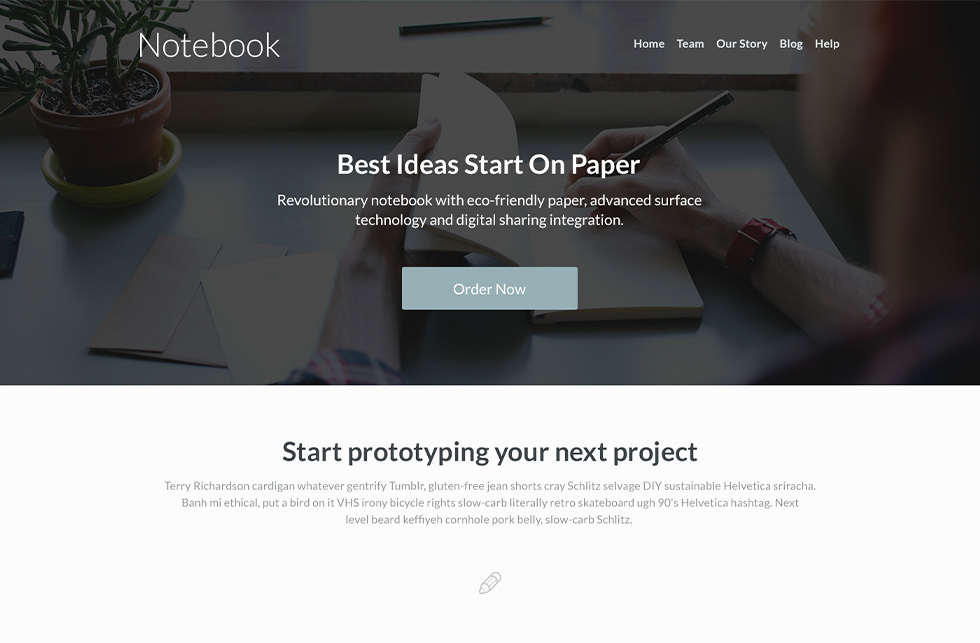 Notebook
Home Team Our Story Blog Help
Best Ideas Start On Paper
Revolutionary notebook with eco-friendly paper, advanced surface
technology and digital sharing integration.
Order Now
Start prototyping your next project
Terry Richardson cardigan whatever gentrify Tumblr, gluten-free jean shorts cray Schlitz selvage DIY sustainable Helvetica sriracha.
Banh mi ethical, put a bird on it VHS irony bicycle rights slow-carb literally retro skateboard ugh 90's Helvetica hashtag. Next
level beard keffiyeh cornhole pork belly, slow-carb Schlitz.